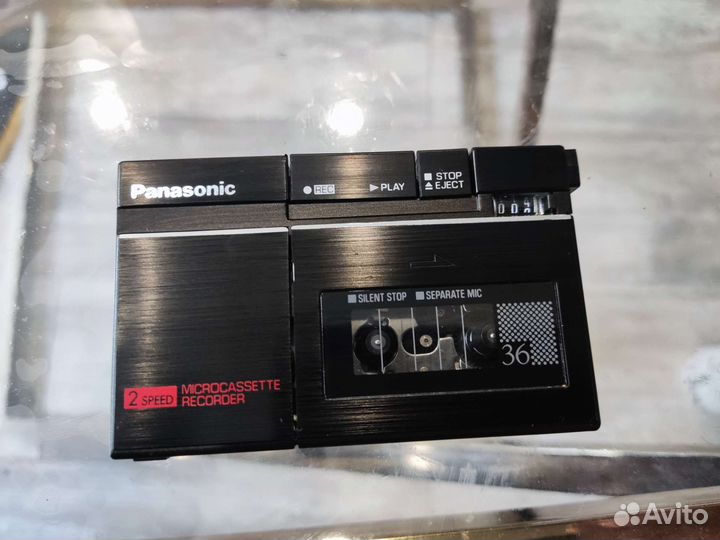 Panasonic
● REC
▶ PLAY
■ STOP
⏏ EJECT
■ SILENT STOP ■ SEPARATE MIC
36
2 SPEED
MICROCASSETTE
RECORDER
Avito